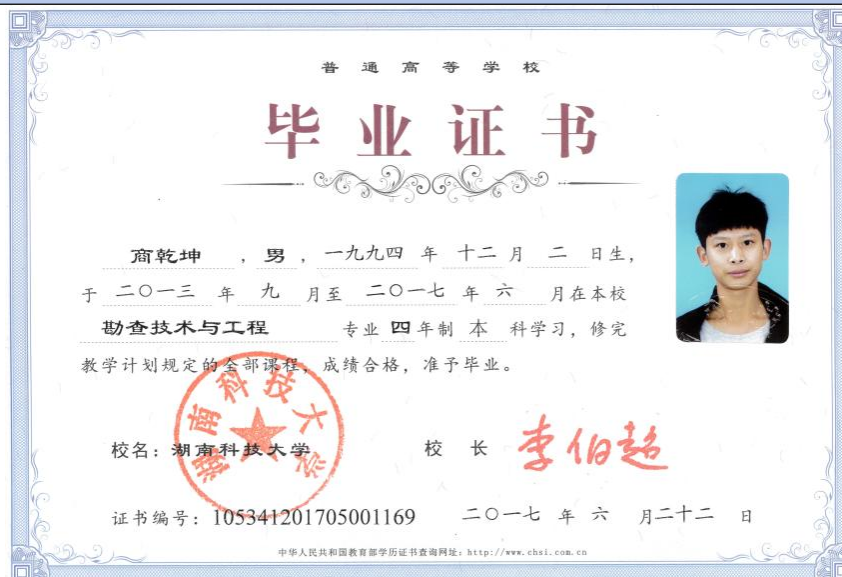 普通高等学校
毕业证书
商乾坤，男，一九九四年十二月二日生，
于二〇一三年九月至二〇一七年六月在本校
勘查技术与工程专业四年制本科学习，修完
教学计划规定的全部课程，成绩合格，准予毕业。
湖南科技大学
校名：湖南科技大学 校长 李伯超
证书编号：105341201705001169 二〇一七年六月二十二日
中华人民共和国教育部学历证书查询网址：http://www.chsi.com.cn